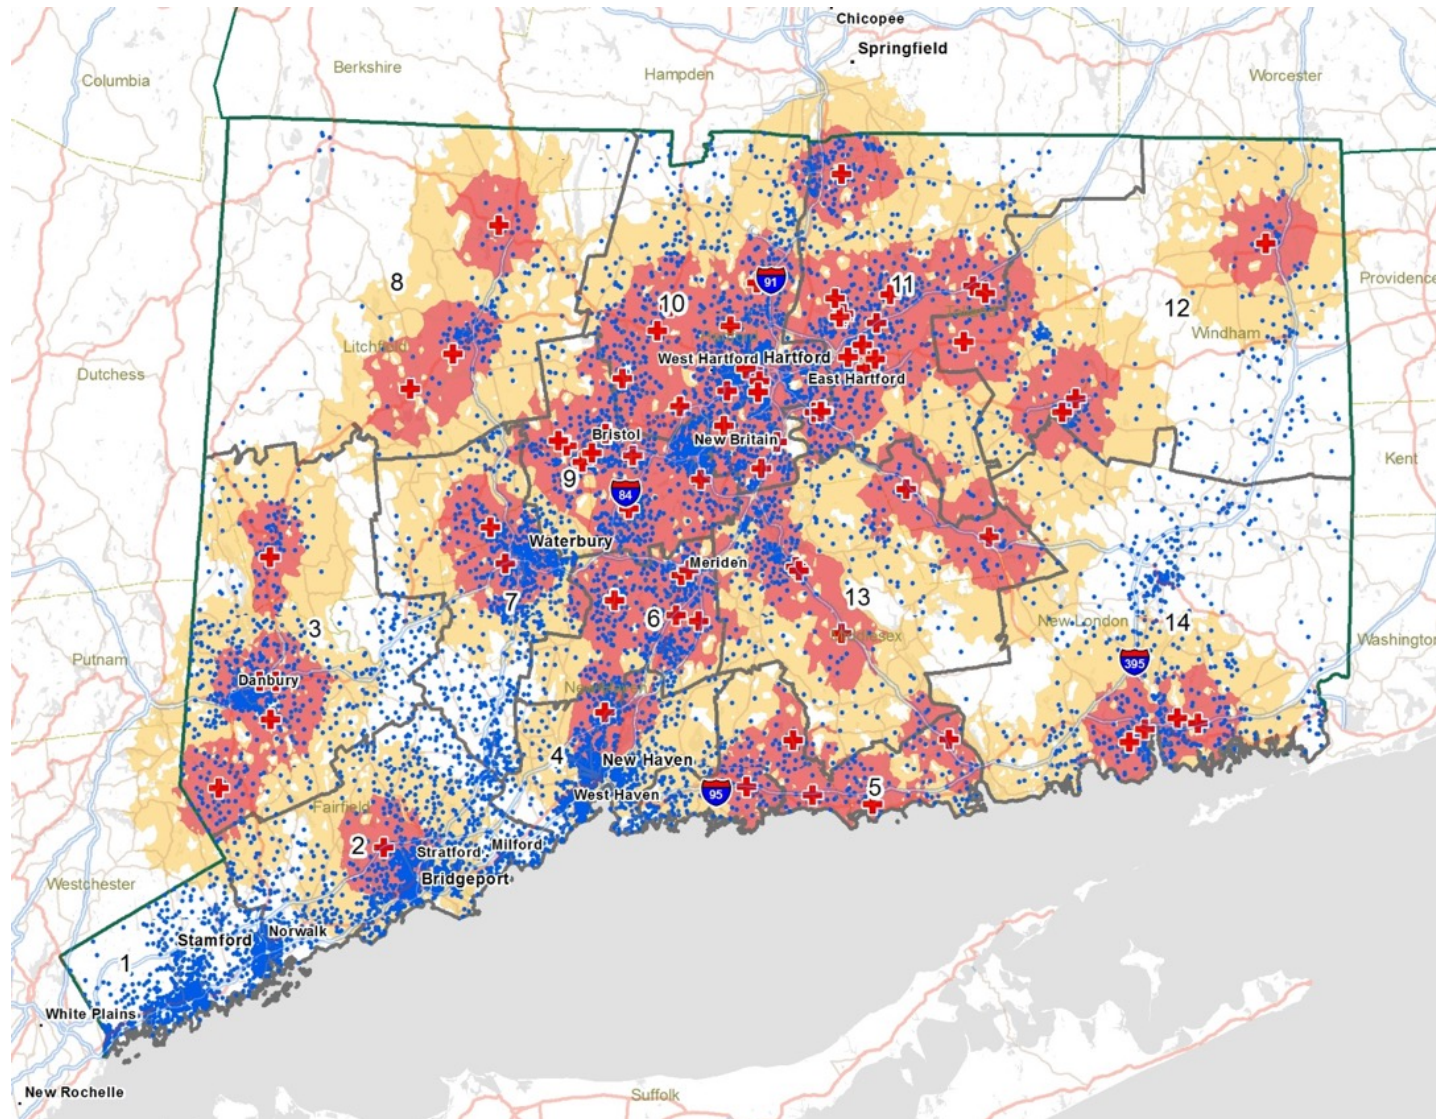 Chicopee
Springfield
Columbia
Berkshire
Hampden
Worcester
8
91
11
10
12
Providence
Windham
Litchfield
Dutchess
West Hartford
Hartford
East Hartford
Bristol
New Britain
Kent
9
84
Waterbury
Meriden
7
6
13
3
New London
14
Washington
Putnam
395
Danbury
4
New Haven
5
95
West Haven
Fairfield
2
Stratford
Milford
Bridgeport
Westchester
Stamford
Norwalk
1
White Plains
New Rochelle
Suffolk